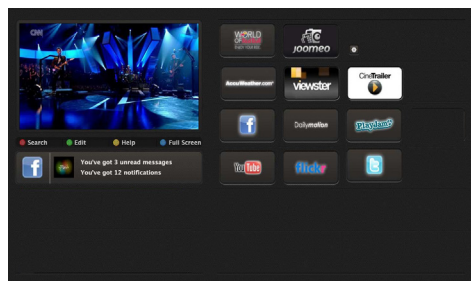 CNN
Search
Edit
Help
Full Screen
You've got 3 unread messages
You've got 12 notifications
WORLD
OF
joomeo
AccuWeather.com
viewster
CineTrailer
Dailymotion
PlayJam
YouTube
flickr